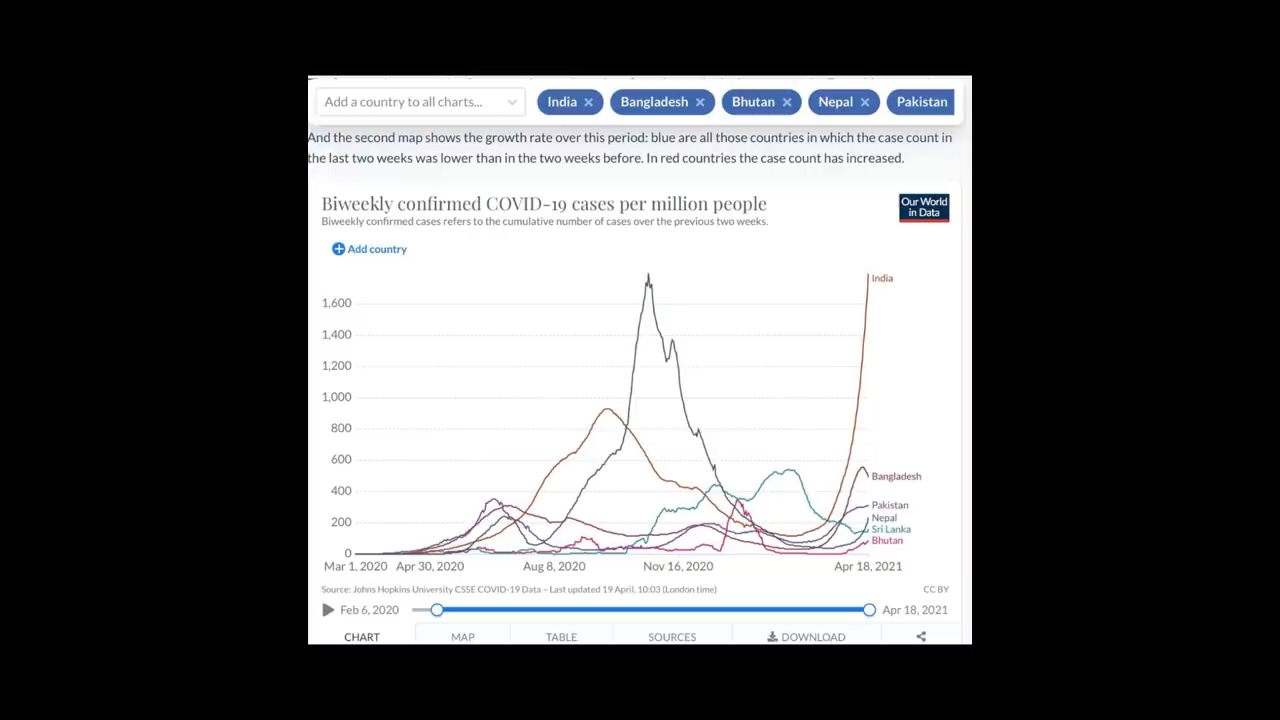 Add a country to all charts...
India ×
Bangladesh ×
Bhutan ×
Nepal ×
Pakistan
And the second map shows the growth rate over this period: blue are all those countries in which the case count in
the last two weeks was lower than in the two weeks before. In red countries the case count has increased.
Biweekly confirmed COVID-19 cases per million people
Biweekly confirmed cases refers to the cumulative number of cases over the previous two weeks.
Our World
in Data
Add country
1,600
1,400
1,200
1,000
800
600
400
200
0
India
Bangladesh
Pakistan
Nepal
Sri Lanka
Bhutan
Mar 1, 2020
Apr 30, 2020
Aug 8, 2020
Nov 16, 2020
Apr 18, 2021
Source: Johns Hopkins University CSSE COVID-19 Data – Last updated 19 April, 10:03 (London time)
CC BY
Feb 6, 2020
Apr 18, 2021
CHART
MAP
TABLE
SOURCES
DOWNLOAD